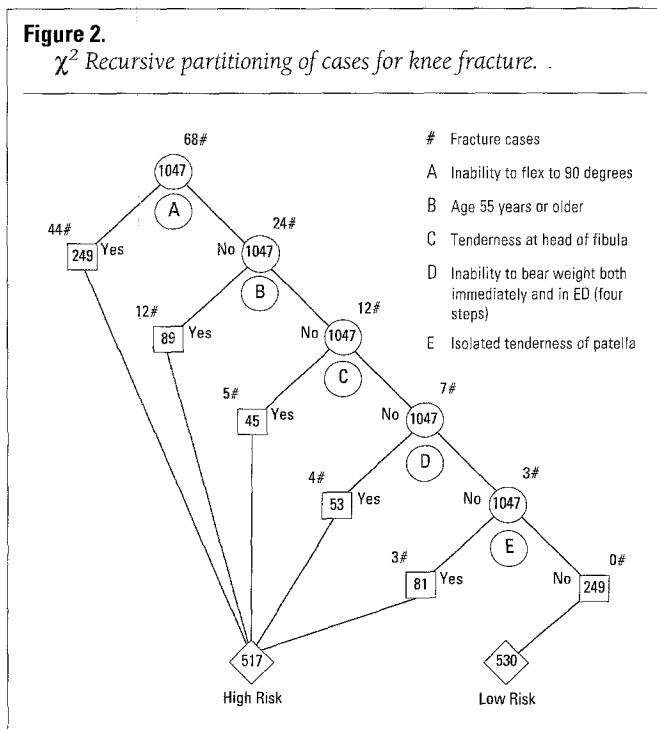 Figure 2.
χ² Recursive partitioning of cases for knee fracture.
68#
1047
A
# Fracture cases
A Inability to flex to 90 degrees
B Age 55 years or older
C Tenderness at head of fibula
D Inability to bear weight both
immediately and in ED (four
steps)
E Isolated tenderness of patella
44#
249 Yes
24#
No 1047
B
12#
89 Yes
12#
No 1047
C
5#
45 Yes
7#
No 1047
D
4#
53 Yes
3#
No 1047
E
3#
81 Yes
0#
No 249
517
High Risk
530
Low Risk